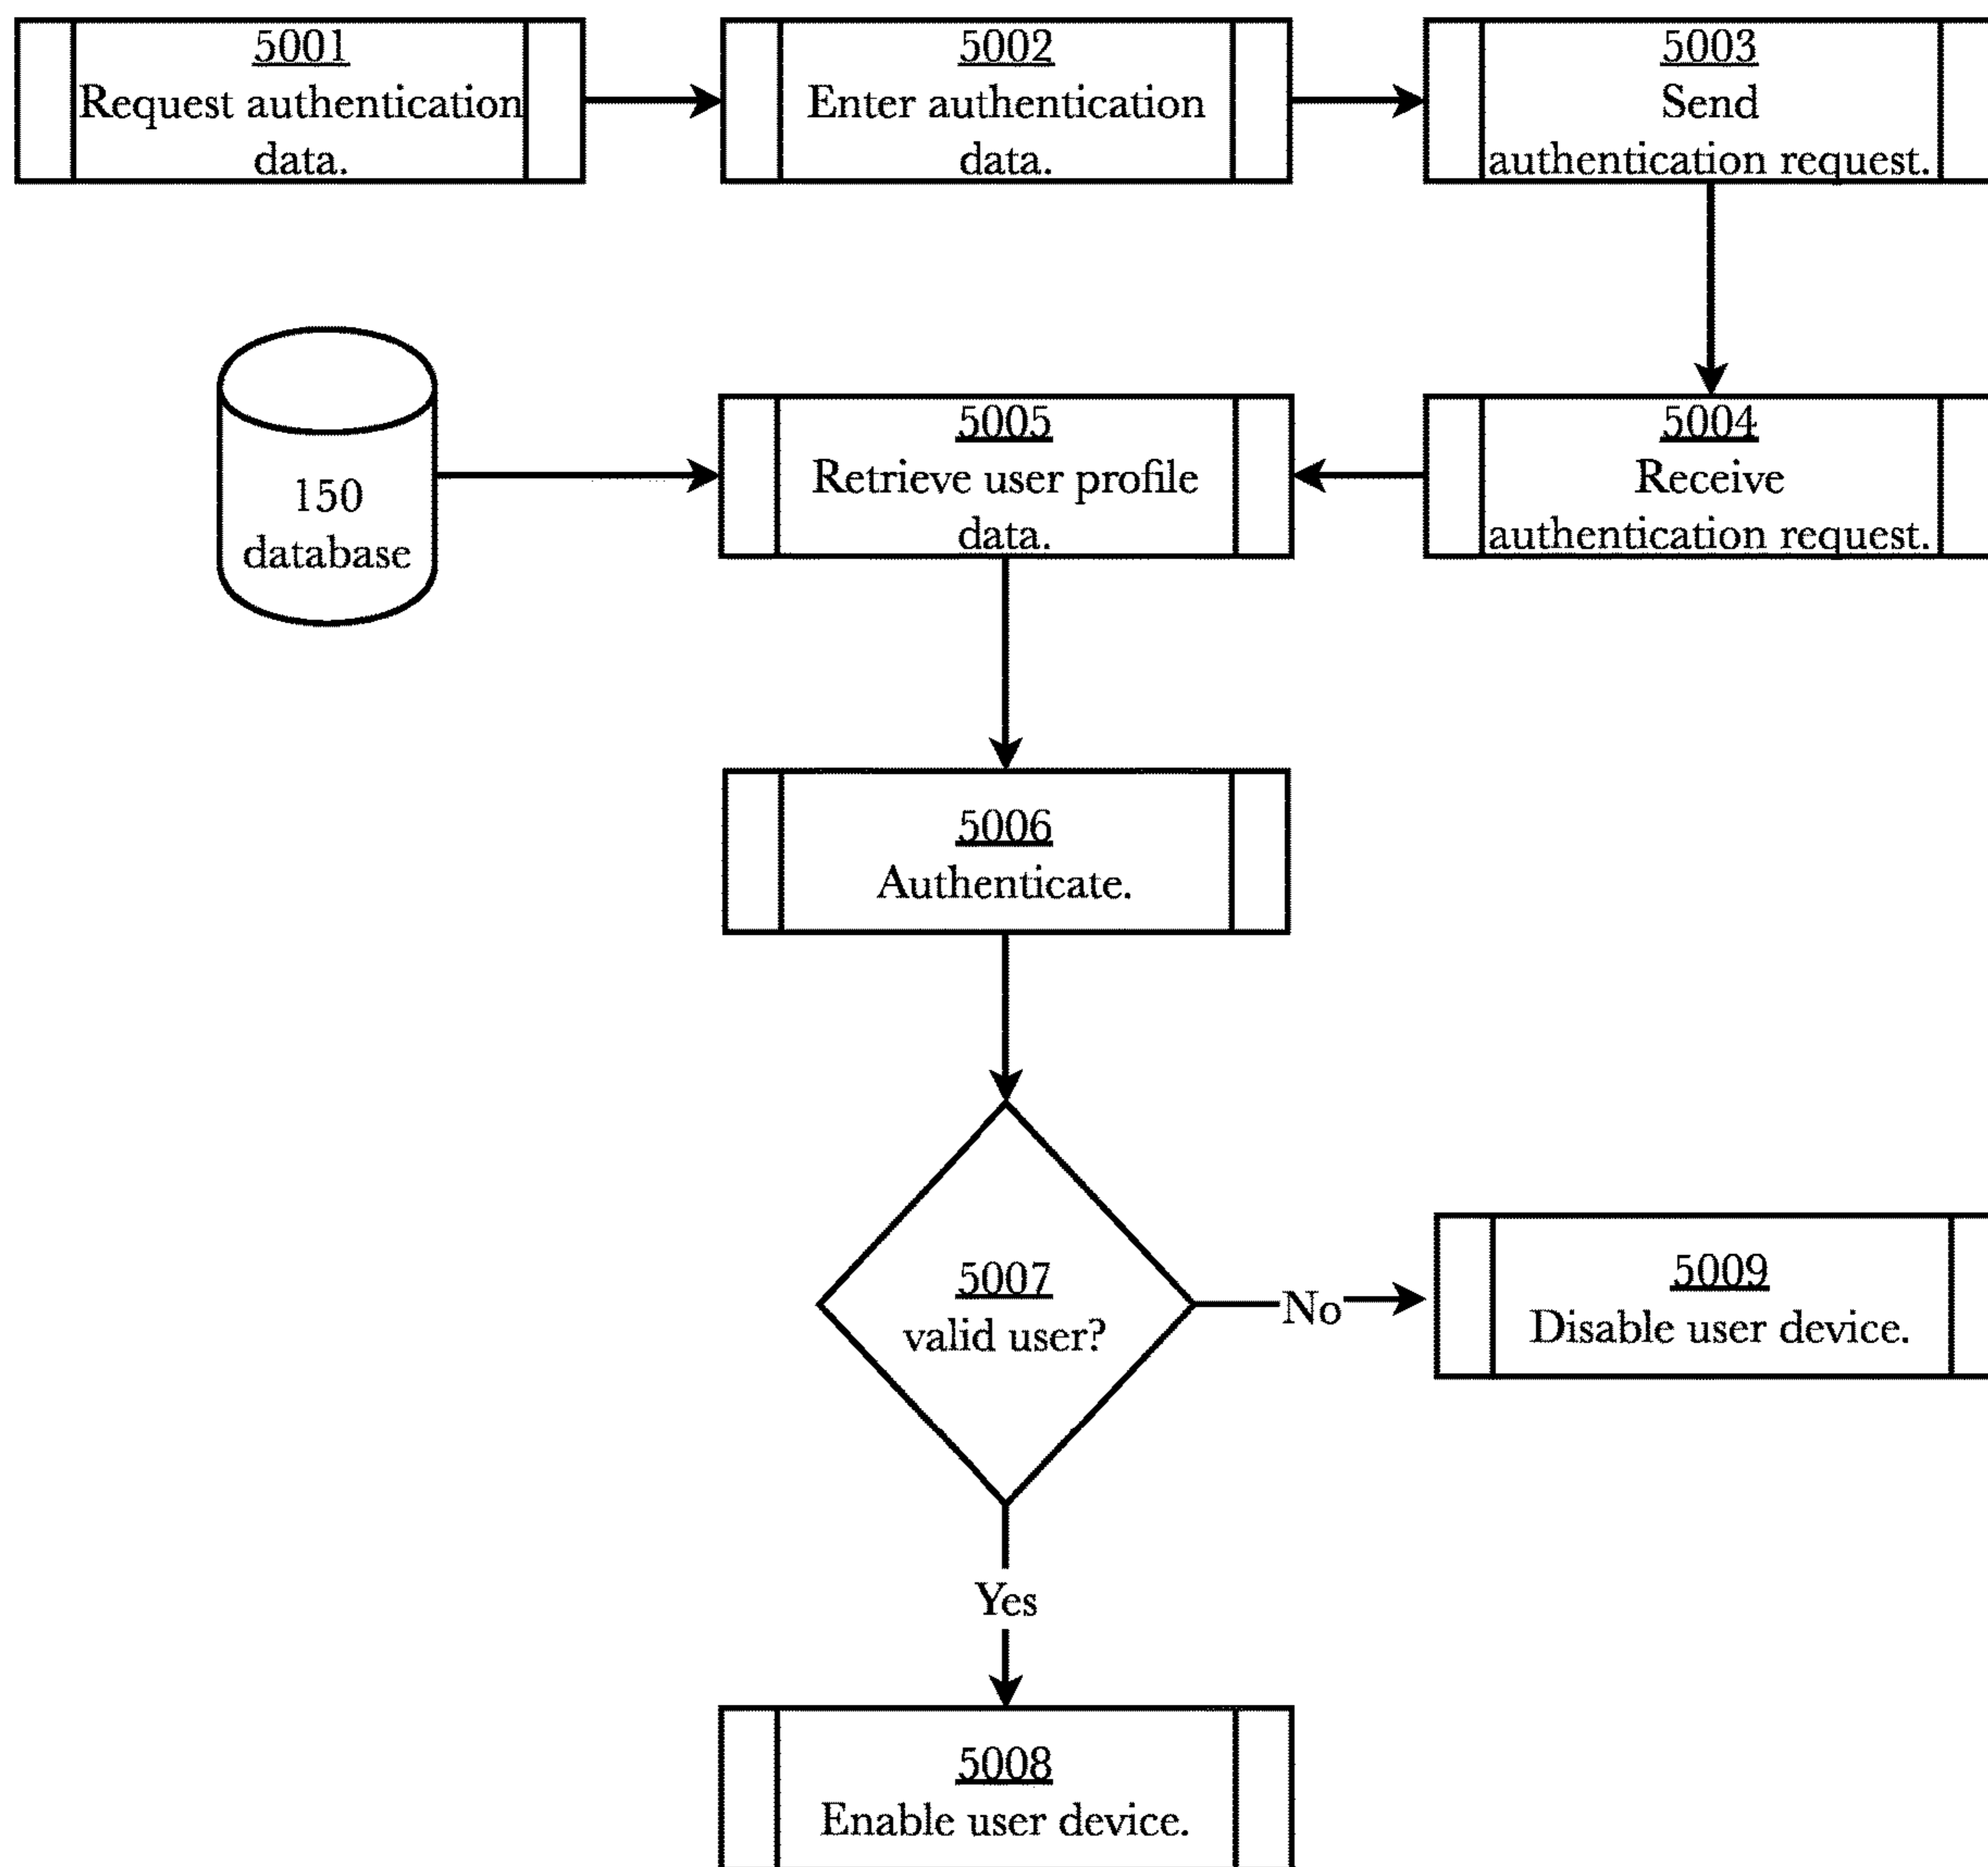 5001
Request authentication
data.
5002
Enter authentication
data.
5003
Send
authentication request.
150
database
5005
Retrieve user profile
data.
5004
Receive
authentication request.
5006
Authenticate.
5007
valid user?
No
5009
Disable user device.
Yes
5008
Enable user device.